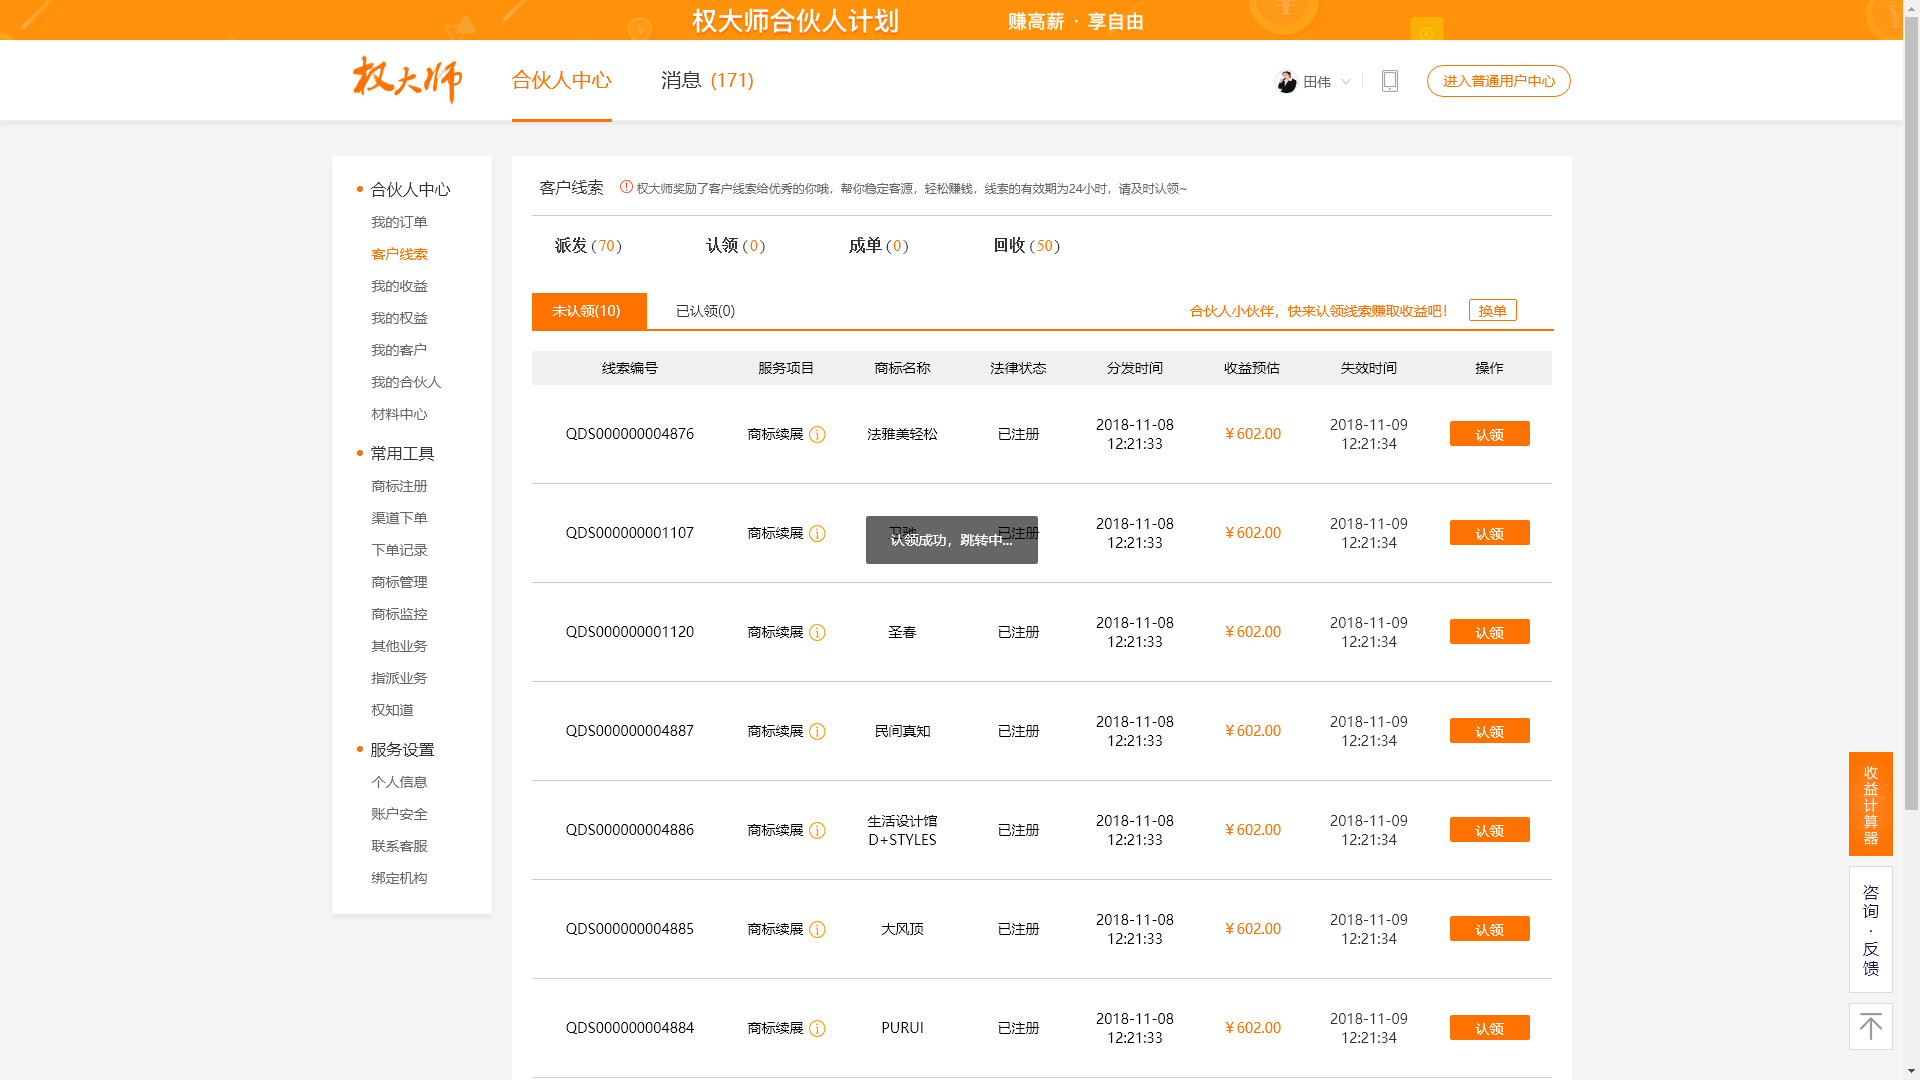 权大师合伙人计划 赚高薪 · 享自由
权大师 合伙人中心 消息 (171) 田伟 进入普通用户中心
合伙人中心
我的订单
客户线索
我的收益
我的权益
我的客户
我的合伙人
材料中心
常用工具
商标注册
渠道下单
下单记录
商标管理
商标监控
其他业务
指派业务
权知道
服务设置
个人信息
账户安全
联系客服
绑定机构
客户线索 权大师奖励了客户线索给优秀的你哦，帮你稳定客源，轻松赚钱，线索的有效期为24小时，请及时认领~
派发 (70) 认领 (0) 成单 (0) 回收 (50)
未认领(10) 已认领(0) 合伙人小伙伴，快来认领线索赚取收益吧！ 换单
线索编号 服务项目 商标名称 法律状态 分发时间 收益预估 失效时间 操作
QDS000000004876 商标续展 法雅美轻松 已注册 2018-11-08 12:21:33 ￥602.00 2018-11-09 12:21:34 认领
QDS000000001107 商标续展 卫驰 已注册 2018-11-08 12:21:33 ￥602.00 2018-11-09 12:21:34 认领
认领成功，跳转中...
QDS000000001120 商标续展 圣春 已注册 2018-11-08 12:21:33 ￥602.00 2018-11-09 12:21:34 认领
QDS000000004887 商标续展 民间真知 已注册 2018-11-08 12:21:33 ￥602.00 2018-11-09 12:21:34 认领
QDS000000004886 商标续展 生活设计馆 D+STYLES 已注册 2018-11-08 12:21:33 ￥602.00 2018-11-09 12:21:34 认领
QDS000000004885 商标续展 大风顶 已注册 2018-11-08 12:21:33 ￥602.00 2018-11-09 12:21:34 认领
QDS000000004884 商标续展 PURUI 已注册 2018-11-08 12:21:33 ￥602.00 2018-11-09 12:21:34 认领
收益计算器
咨询·反馈